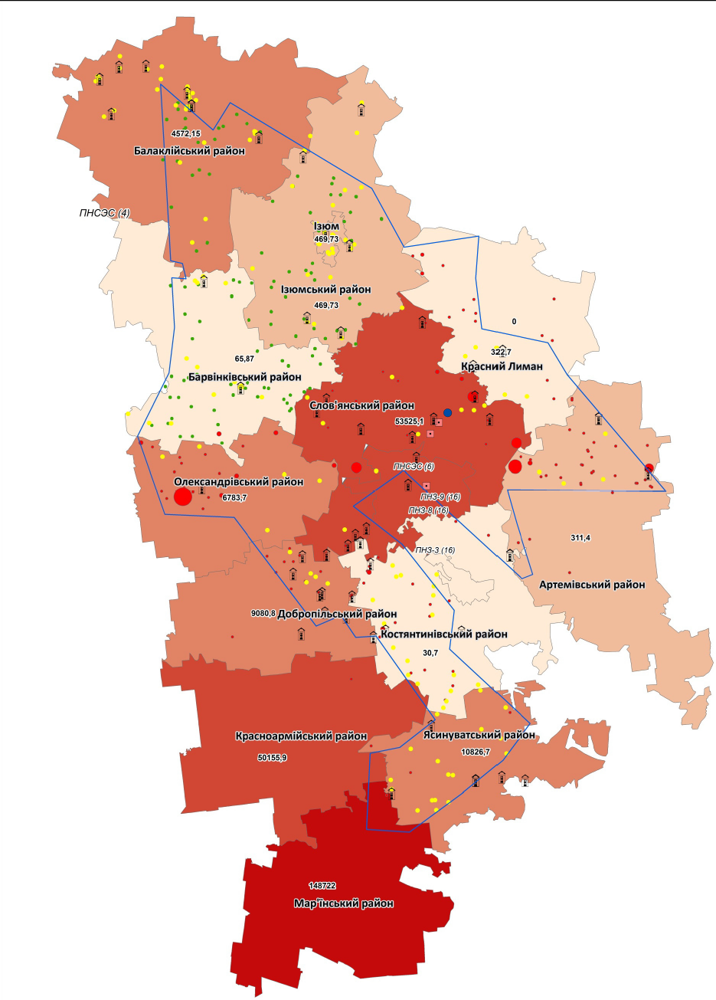 4572,15
Балаклійський район
ПНСЭС (4)
Ізюм
469,73
Ізюмський район
469,73
0
65,87
322,7
Красний Лиман
Барвінківський район
Слов'янський район
53525,1
ПНСЭС (6)
Олександрівський район
6783,7
ПНЗ-9 (16)
ПНЗ-8 (16)
311,4
ПНЗ-3 (16)
Артемівський район
9080,8
Добропільський район
Костянтинівський район
30,7
Красноармійський район
Ясинуватський район
10826,7
50155,9
148722
Мар'їнський район